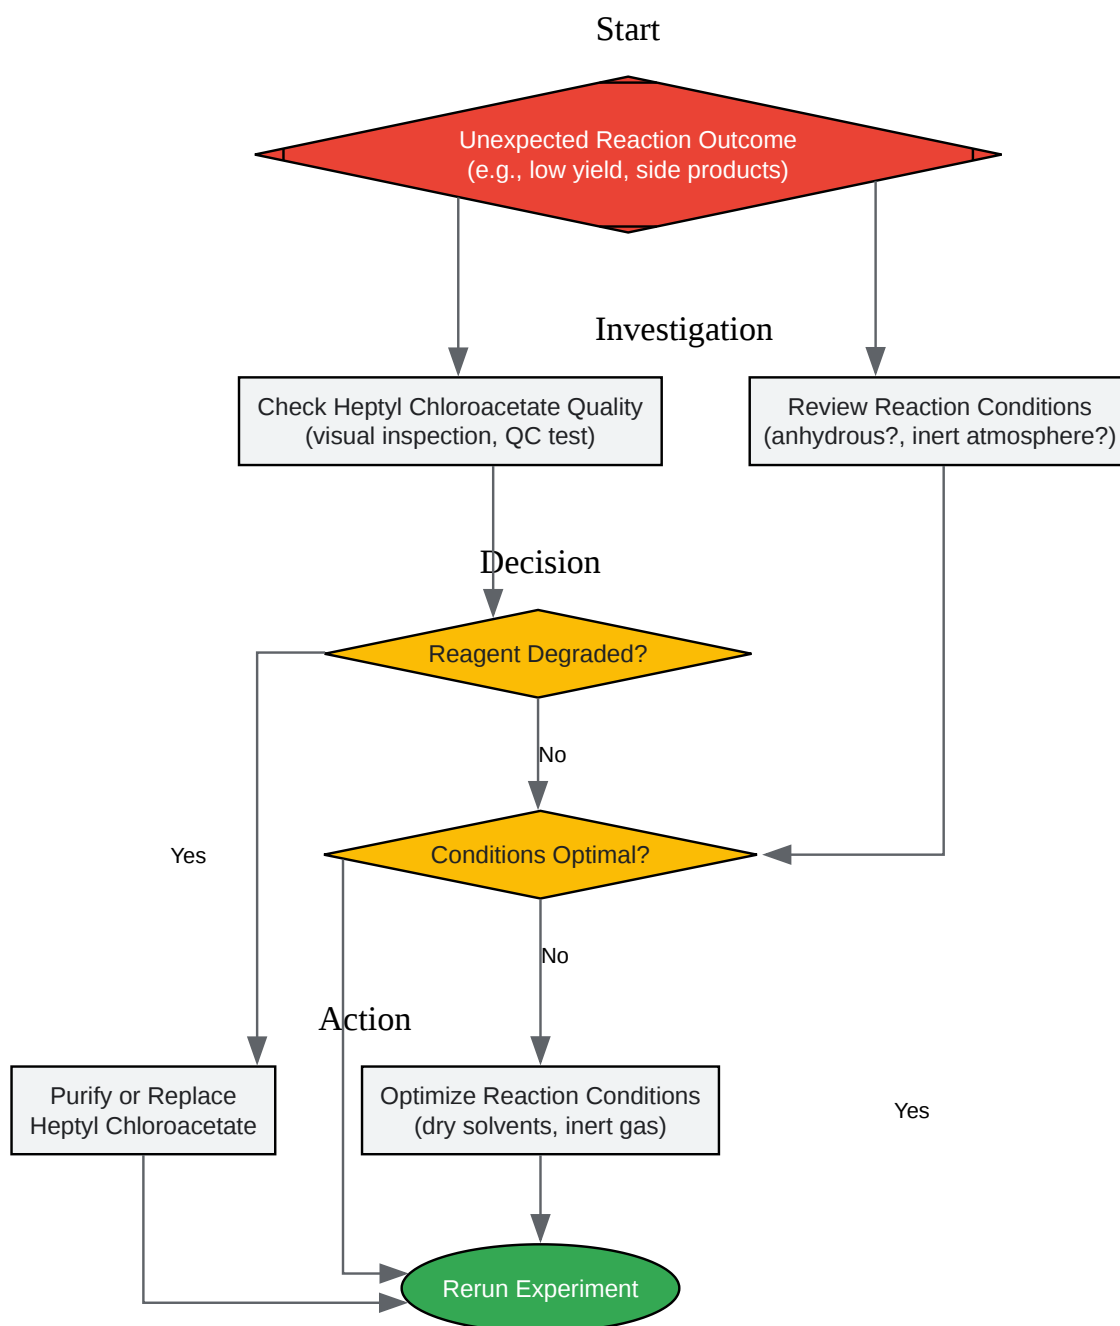 Start
Unexpected Reaction Outcome
(e.g., low yield, side products)
Investigation
Check Heptyl Chloroacetate Quality
(visual inspection, QC test)
Review Reaction Conditions
(anhydrous?, inert atmosphere?)
Decision
Reagent Degraded?
No
Yes
Conditions Optimal?
No
Action
Purify or Replace
Heptyl Chloroacetate
Optimize Reaction Conditions
(dry solvents, inert gas)
Yes
Rerun Experiment